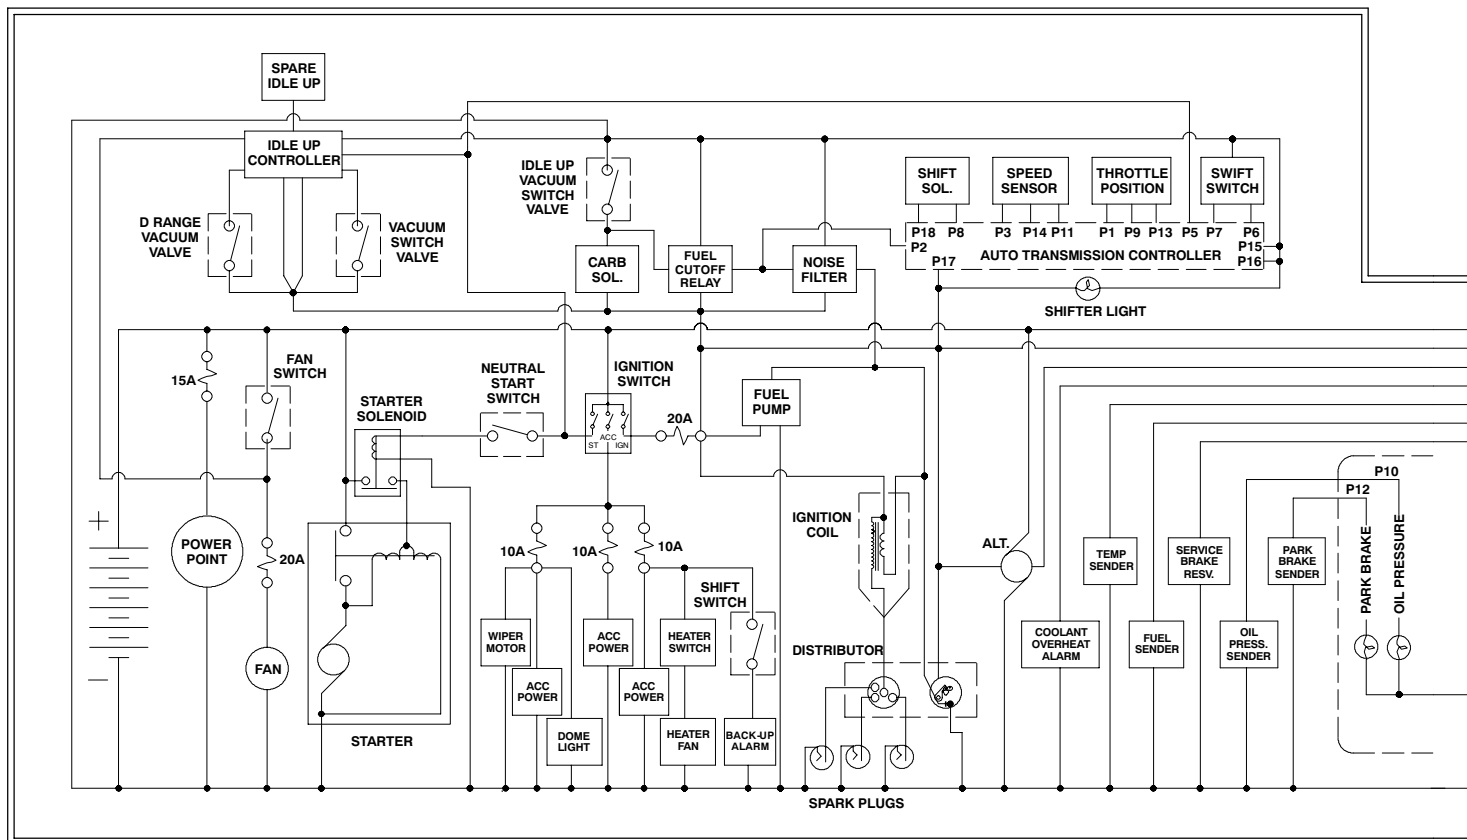 SPARE
IDLE UP
IDLE UP
CONTROLLER
D RANGE
VACUUM
VALVE
VACUUM
SWITCH
VALVE
IDLE UP
VACUUM
SWITCH
VALVE
CARB
SOL.
FUEL
CUTOFF
RELAY
NOISE
FILTER
SHIFT
SOL.
SPEED
SENSOR
THROTTLE
POSITION
SWIFT
SWITCH
P18 P8 P3 P14 P11 P1 P9 P13 P5 P7 P6
P2 P15
AUTO TRANSMISSION CONTROLLER
P17 P16
SHIFTER LIGHT
15A
FAN
SWITCH
STARTER
SOLENOID
NEUTRAL
START
SWITCH
IGNITION
SWITCH
ACC
ST IGN
20A
FUEL
PUMP
+
−
POWER
POINT
20A
FAN
STARTER
10A 10A 10A
WIPER
MOTOR
ACC
POWER
DOME
LIGHT
ACC
POWER
ACC
POWER
HEATER
SWITCH
HEATER
FAN
SHIFT
SWITCH
BACK-UP
ALARM
IGNITION
COIL
DISTRIBUTOR
SPARK PLUGS
ALT.
COOLANT
OVERHEAT
ALARM
TEMP
SENDER
FUEL
SENDER
SERVICE
BRAKE
RESV.
OIL
PRESS.
SENDER
PARK
BRAKE
SENDER
P10
P12
PARK BRAKE
OIL PRESSURE